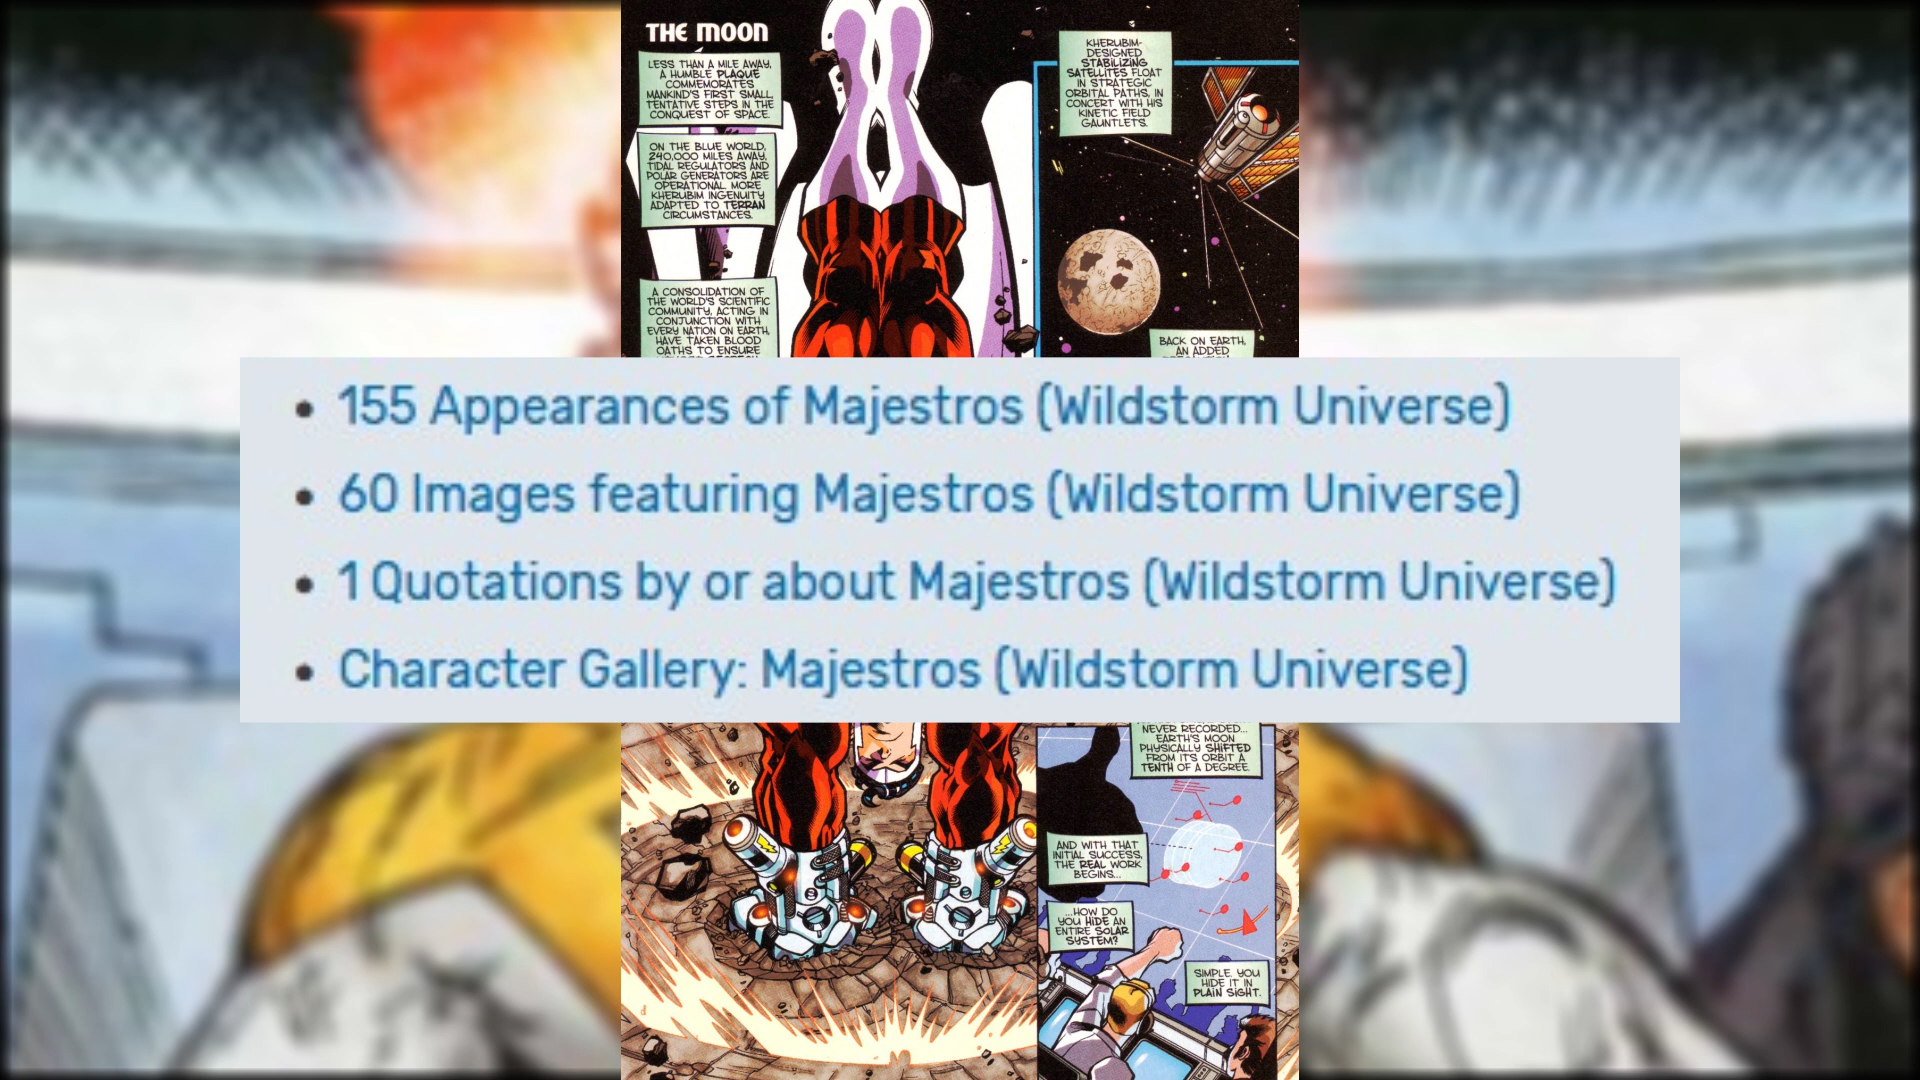 THE MOON
LESS THAN A MILE AWAY,
A HUMBLE PLAQUE
COMMEMORATES
MANKIND'S FIRST SMALL,
TENTATIVE STEPS IN THE
CONQUEST OF SPACE.
ON THE BLUE WORLD,
240,000 MILES AWAY,
TIDAL REGULATORS AND
POLAR GENERATORS ARE
OPERATIONAL. MORE
KHERUBIM INGENUITY
ADAPTED TO TERRAN
CIRCUMSTANCES.
A CONSOLIDATION OF
THE WORLD'S SCIENTIFIC
COMMUNITY, ACTING IN
CONJUNCTION WITH
EVERY NATION ON EARTH,
HAVE TAKEN BLOOD
OATHS TO ENSURE
KHERUBIM-
DESIGNED
STABILIZING
SATELLITES FLOAT
IN STRATEGIC
ORBITAL PATHS, IN
CONCERT WITH HIS
KINETIC FIELD
GAUNTLETS.
BACK ON EARTH,
AN ADDED
• 155 Appearances of Majestros (Wildstorm Universe)
• 60 Images featuring Majestros (Wildstorm Universe)
• 1 Quotations by or about Majestros (Wildstorm Universe)
• Character Gallery: Majestros (Wildstorm Universe)
NEVER RECORDED...
EARTH'S MOON
PHYSICALLY SHIFTED
FROM IT'S ORBIT A
TENTH OF A DEGREE.
AND WITH THAT
INITIAL SUCCESS,
THE REAL WORK
BEGINS...
...HOW DO
YOU HIDE AN
ENTIRE SOLAR
SYSTEM?
SIMPLE. YOU
HIDE IT IN
PLAIN SIGHT.